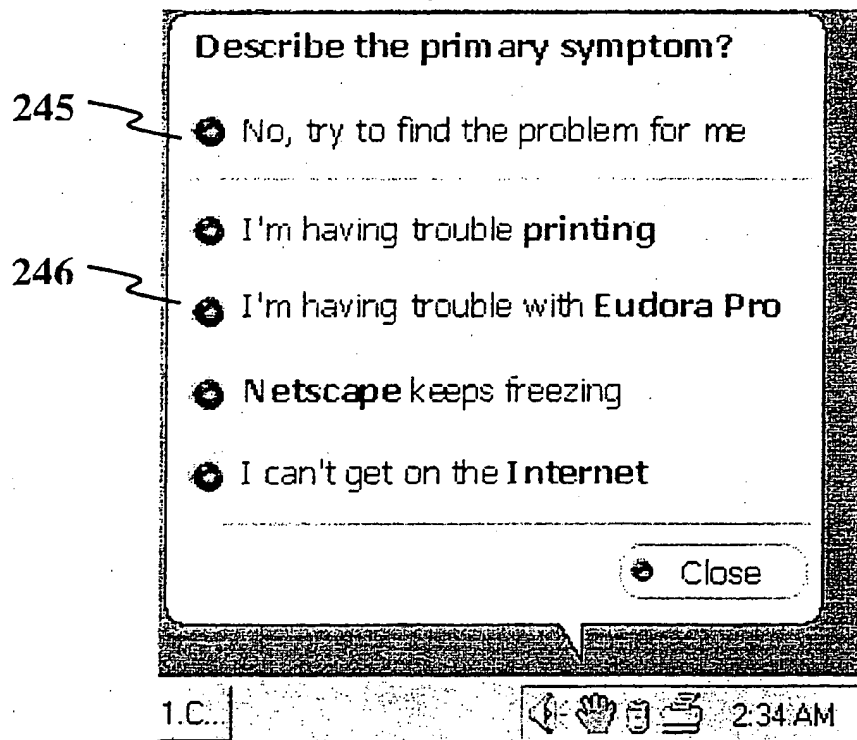 Describe the primary symptom?
245
No, try to find the problem for me
I'm having trouble printing
246
I'm having trouble with Eudora Pro
Netscape keeps freezing
I can't get on the Internet
Close
1.C...
2:34 AM